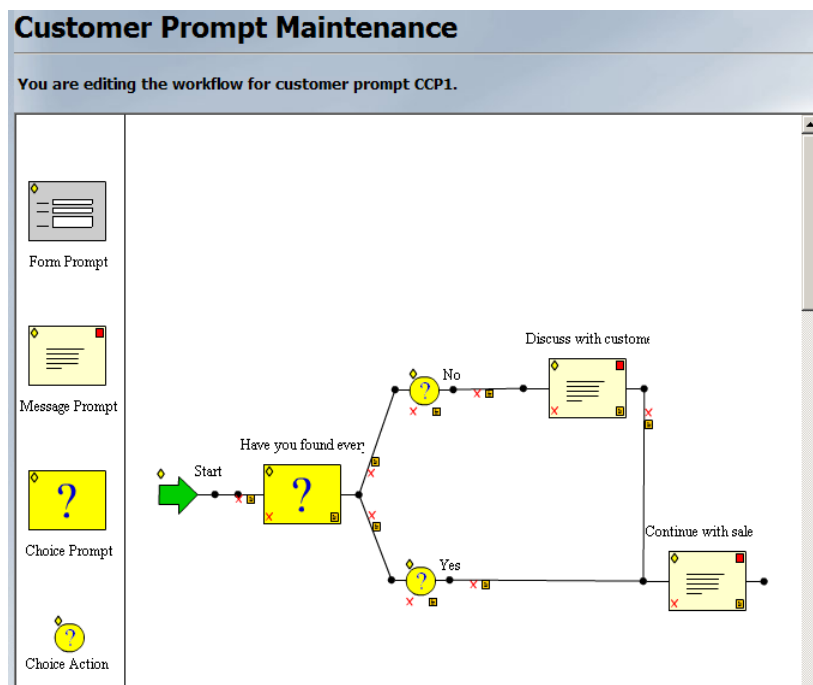 Customer Prompt Maintenance
You are editing the workflow for customer prompt CCP1.
Form Prompt
Message Prompt
?
Choice Prompt
?
Choice Action
Start
Have you found ever
?
?
No
Discuss with custome
?
Yes
Continue with sale